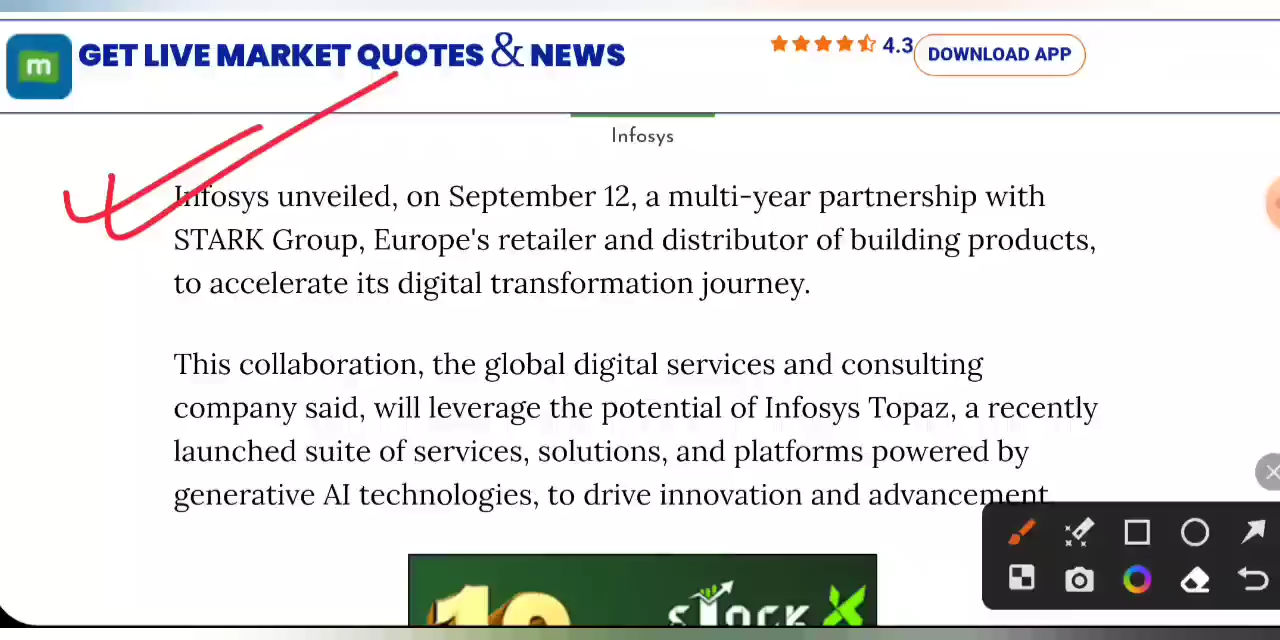 m GET LIVE MARKET QUOTES & NEWS 4.3 DOWNLOAD APP
Infosys
Infosys unveiled, on September 12, a multi-year partnership with
STARK Group, Europe's retailer and distributor of building products,
to accelerate its digital transformation journey.
This collaboration, the global digital services and consulting
company said, will leverage the potential of Infosys Topaz, a recently
launched suite of services, solutions, and platforms powered by
generative AI technologies, to drive innovation and advancement.